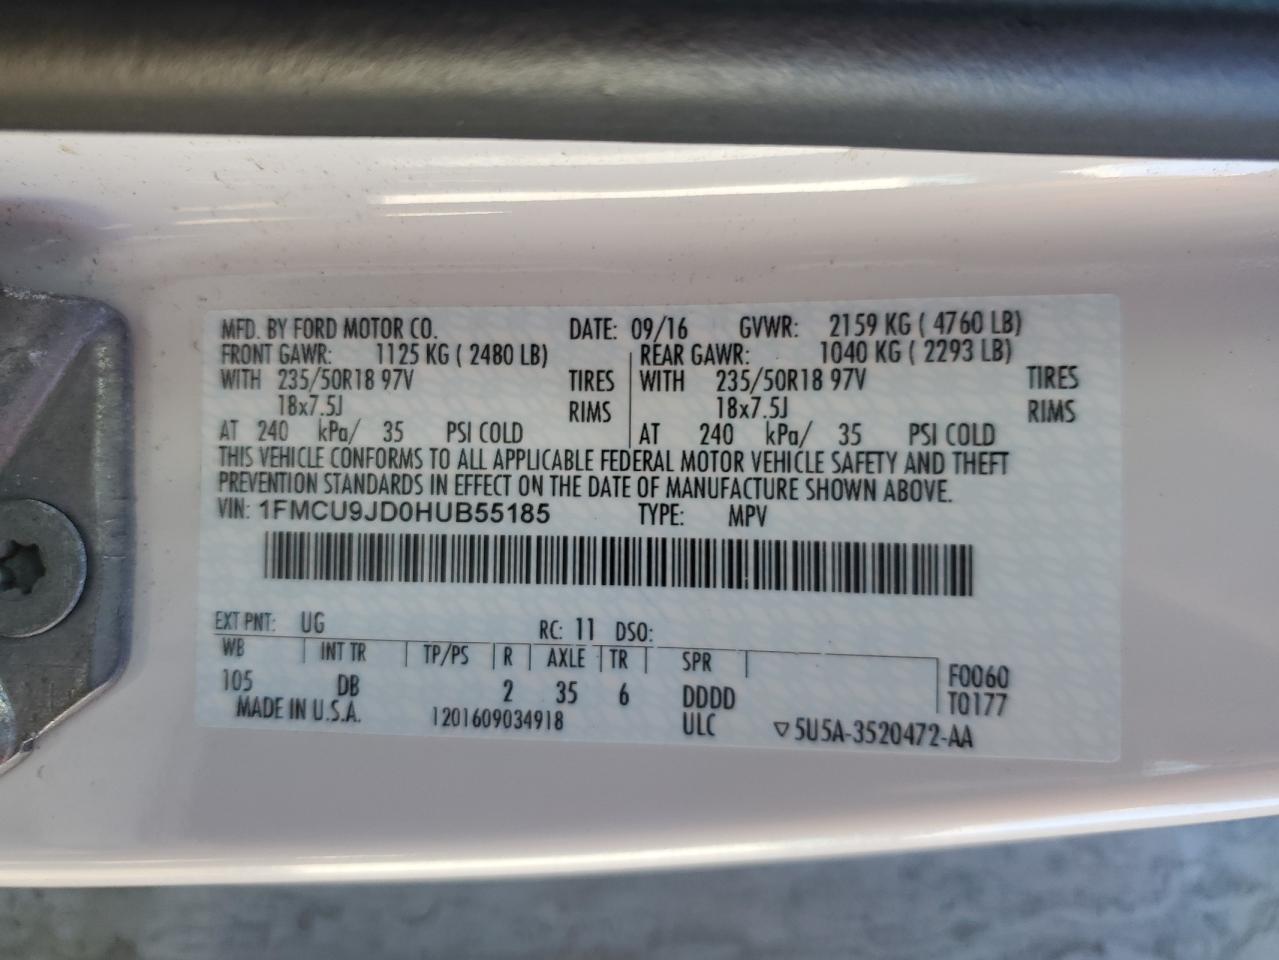 MFD. BY FORD MOTOR CO. DATE: 09/16 GVWR: 2159 KG ( 4760 LB)
FRONT GAWR: 1125 KG ( 2480 LB) REAR GAWR: 1040 KG ( 2293 LB)
WITH 235/50R18 97V TIRES WITH 235/50R18 97V TIRES
18x7.5J RIMS 18x7.5J RIMS
AT 240 kPa/ 35 PSI COLD AT 240 kPa/ 35 PSI COLD
THIS VEHICLE CONFORMS TO ALL APPLICABLE FEDERAL MOTOR VEHICLE SAFETY AND THEFT
PREVENTION STANDARDS IN EFFECT ON THE DATE OF MANUFACTURE SHOWN ABOVE.
VIN: 1FMCU9JD0HUB55185 TYPE: MPV
EXT PNT: UG RC: 11 DSO:
WB INT TR TP/PS R AXLE TR SPR F0060
105 DB 2 35 6 DDDD T0177
MADE IN U.S.A. 1201609034918 ULC ▽5U5A-3520472-AA